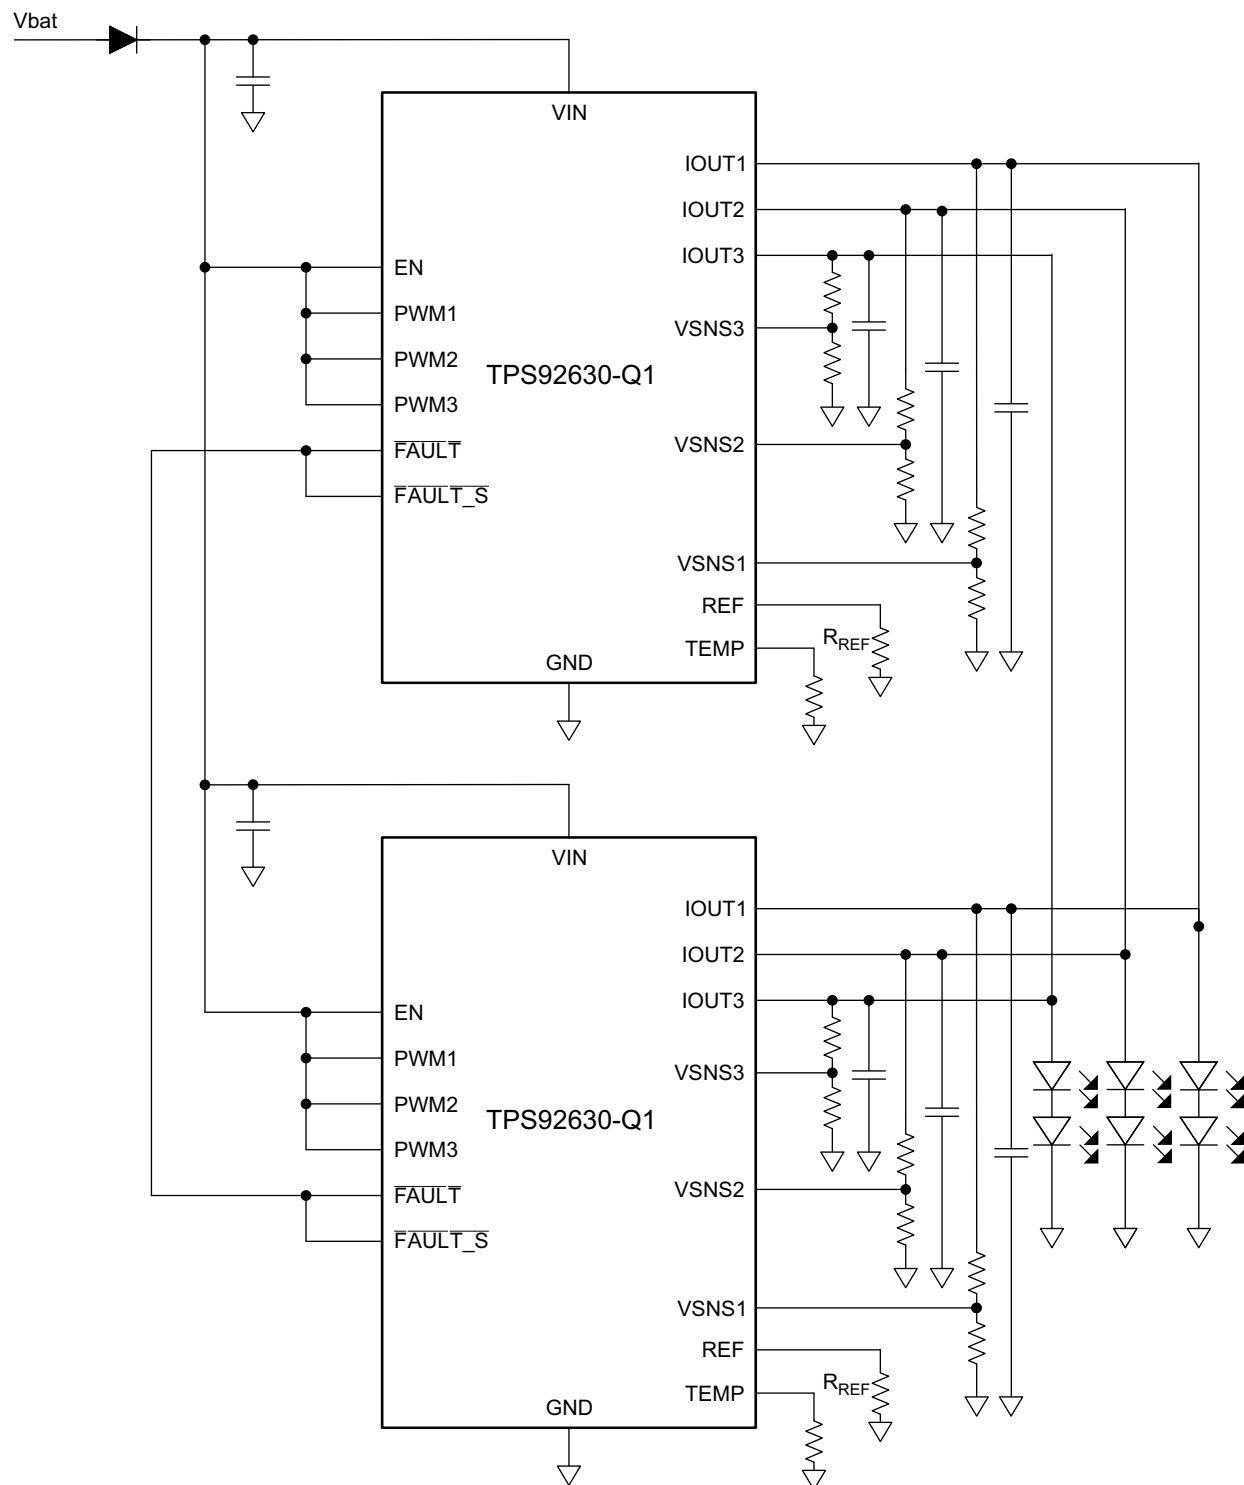 Vbat
VIN
IOUT1
IOUT2
IOUT3
EN
PWM1
VSNS3
PWM2
TPS92630-Q1
PWM3
FAULT
VSNS2
FAULT_S
VSNS1
REF
RREF
TEMP
GND
VIN
IOUT1
IOUT2
IOUT3
EN
PWM1
VSNS3
PWM2
TPS92630-Q1
PWM3
FAULT
VSNS2
FAULT_S
VSNS1
REF
RREF
TEMP
GND